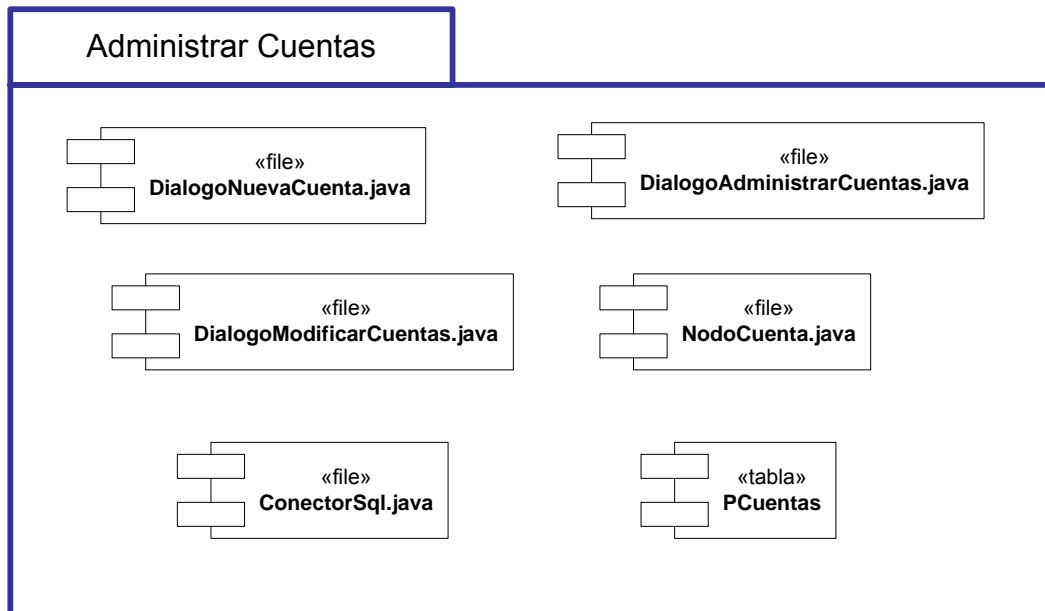 Administrar Cuentas
«file»
DialogoNuevaCuenta.java
«file»
DialogoAdministrarCuentas.java
«file»
DialogoModificarCuentas.java
«file»
NodoCuenta.java
«file»
ConectorSql.java
«tabla»
PCuentas